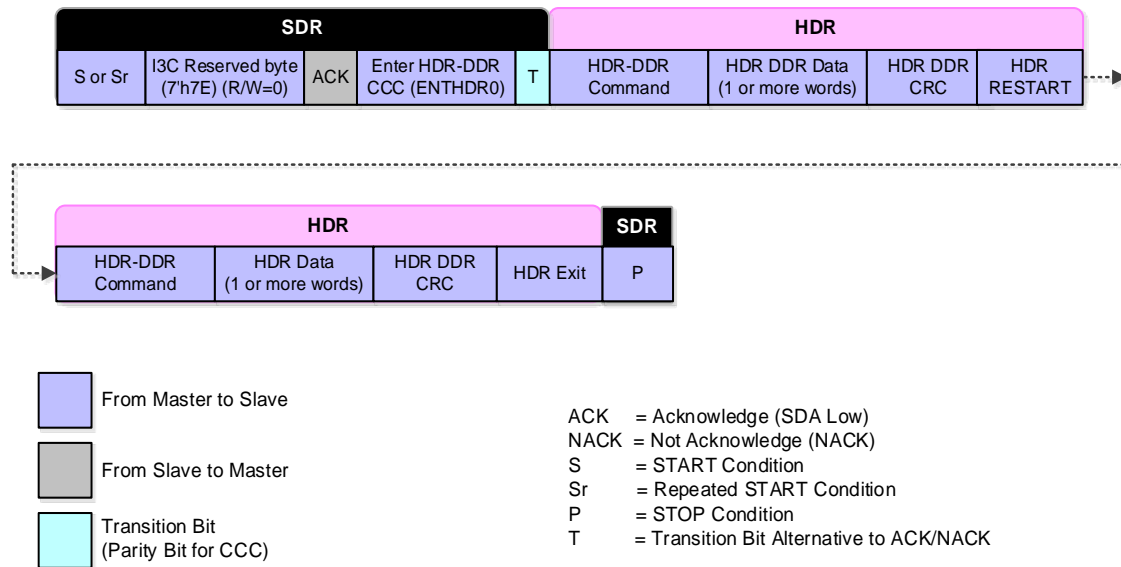 SDR
HDR
S or Sr
I3C Reserved byte
(7'h7E) (R/W=0)
ACK
Enter HDR-DDR
CCC (ENTHDR0)
T
HDR-DDR
Command
HDR DDR Data
(1 or more words)
HDR DDR
CRC
HDR
RESTART
HDR
SDR
HDR-DDR
Command
HDR Data
(1 or more words)
HDR DDR
CRC
HDR Exit
P
From Master to Slave
From Slave to Master
Transition Bit
(Parity Bit for CCC)
ACK = Acknowledge (SDA Low)
NACK = Not Acknowledge (NACK)
S = START Condition
Sr = Repeated START Condition
P = STOP Condition
T = Transition Bit Alternative to ACK/NACK